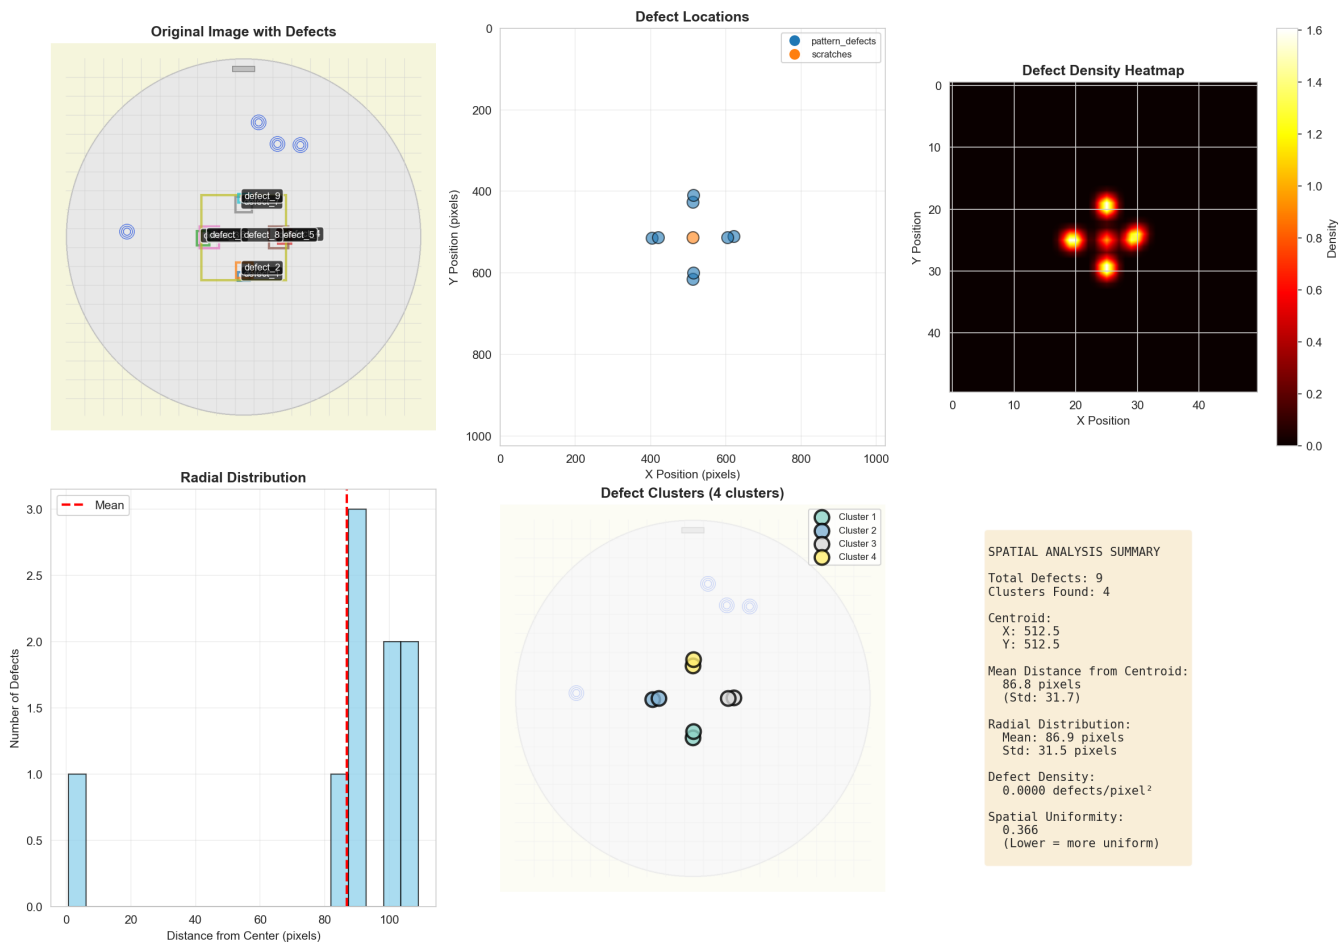 Original Image with Defects
defect_9
defect_
defect_8
efect_5
defect_2
Defect Locations
pattern_defects
scratches
0
200
400
600
800
1000
Y Position (pixels)
0
200
400
600
800
1000
X Position (pixels)
Defect Density Heatmap
0
10
20
30
40
Y Position
0
10
20
30
40
X Position
1.6
1.4
1.2
1.0
0.8
0.6
0.4
0.2
0.0
Density
Radial Distribution
Mean
3.0
2.5
2.0
1.5
1.0
0.5
0.0
Number of Defects
0
20
40
60
80
100
Distance from Center (pixels)
Defect Clusters (4 clusters)
Cluster 1
Cluster 2
Cluster 3
Cluster 4
SPATIAL ANALYSIS SUMMARY
Total Defects: 9
Clusters Found: 4
Centroid:
X: 512.5
Y: 512.5
Mean Distance from Centroid:
86.8 pixels
(Std: 31.7)
Radial Distribution:
Mean: 86.9 pixels
Std: 31.5 pixels
Defect Density:
0.0000 defects/pixel²
Spatial Uniformity:
0.366
(Lower = more uniform)